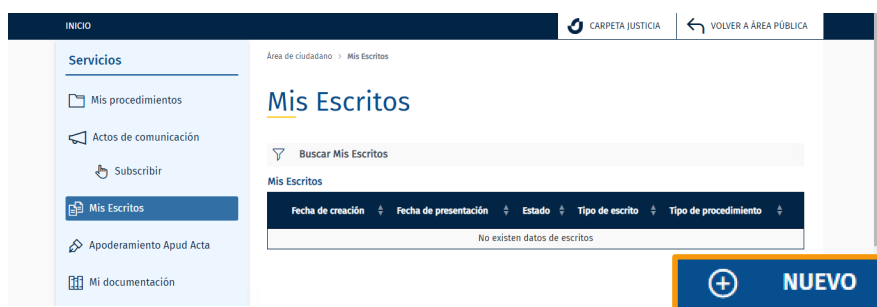 INICIO
CARPETA JUSTICIA
VOLVER A ÁREA PÚBLICA
Servicios
Mis procedimientos
Actos de comunicación
Subscribir
Mis Escritos
Apoderamiento Apud Acta
Mi documentación
Área de ciudadano > Mis Escritos
Mis Escritos
Buscar Mis Escritos
Mis Escritos
Fecha de creación Fecha de presentación Estado Tipo de escrito Tipo de procedimiento
No existen datos de escritos
NUEVO